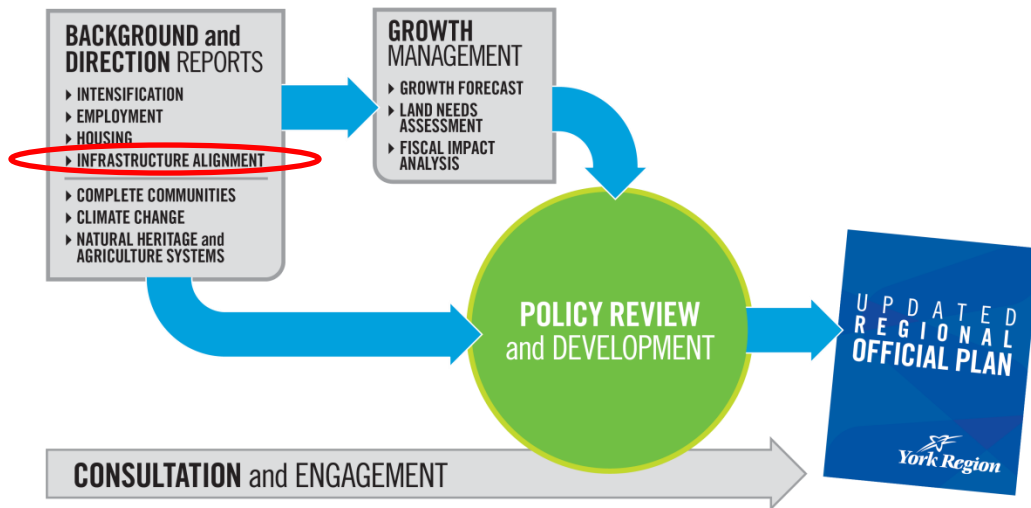 BACKGROUND and
DIRECTION REPORTS
INTENSIFICATION
EMPLOYMENT
HOUSING
INFRASTRUCTURE ALIGNMENT
COMPLETE COMMUNITIES
CLIMATE CHANGE
NATURAL HERITAGE and
AGRICULTURE SYSTEMS
GROWTH
MANAGEMENT
GROWTH FORECAST
LAND NEEDS
ASSESSMENT
FISCAL IMPACT
ANALYSIS
POLICY REVIEW
and DEVELOPMENT
UPDATED
REGIONAL
OFFICIAL PLAN
York Region
CONSULTATION and ENGAGEMENT